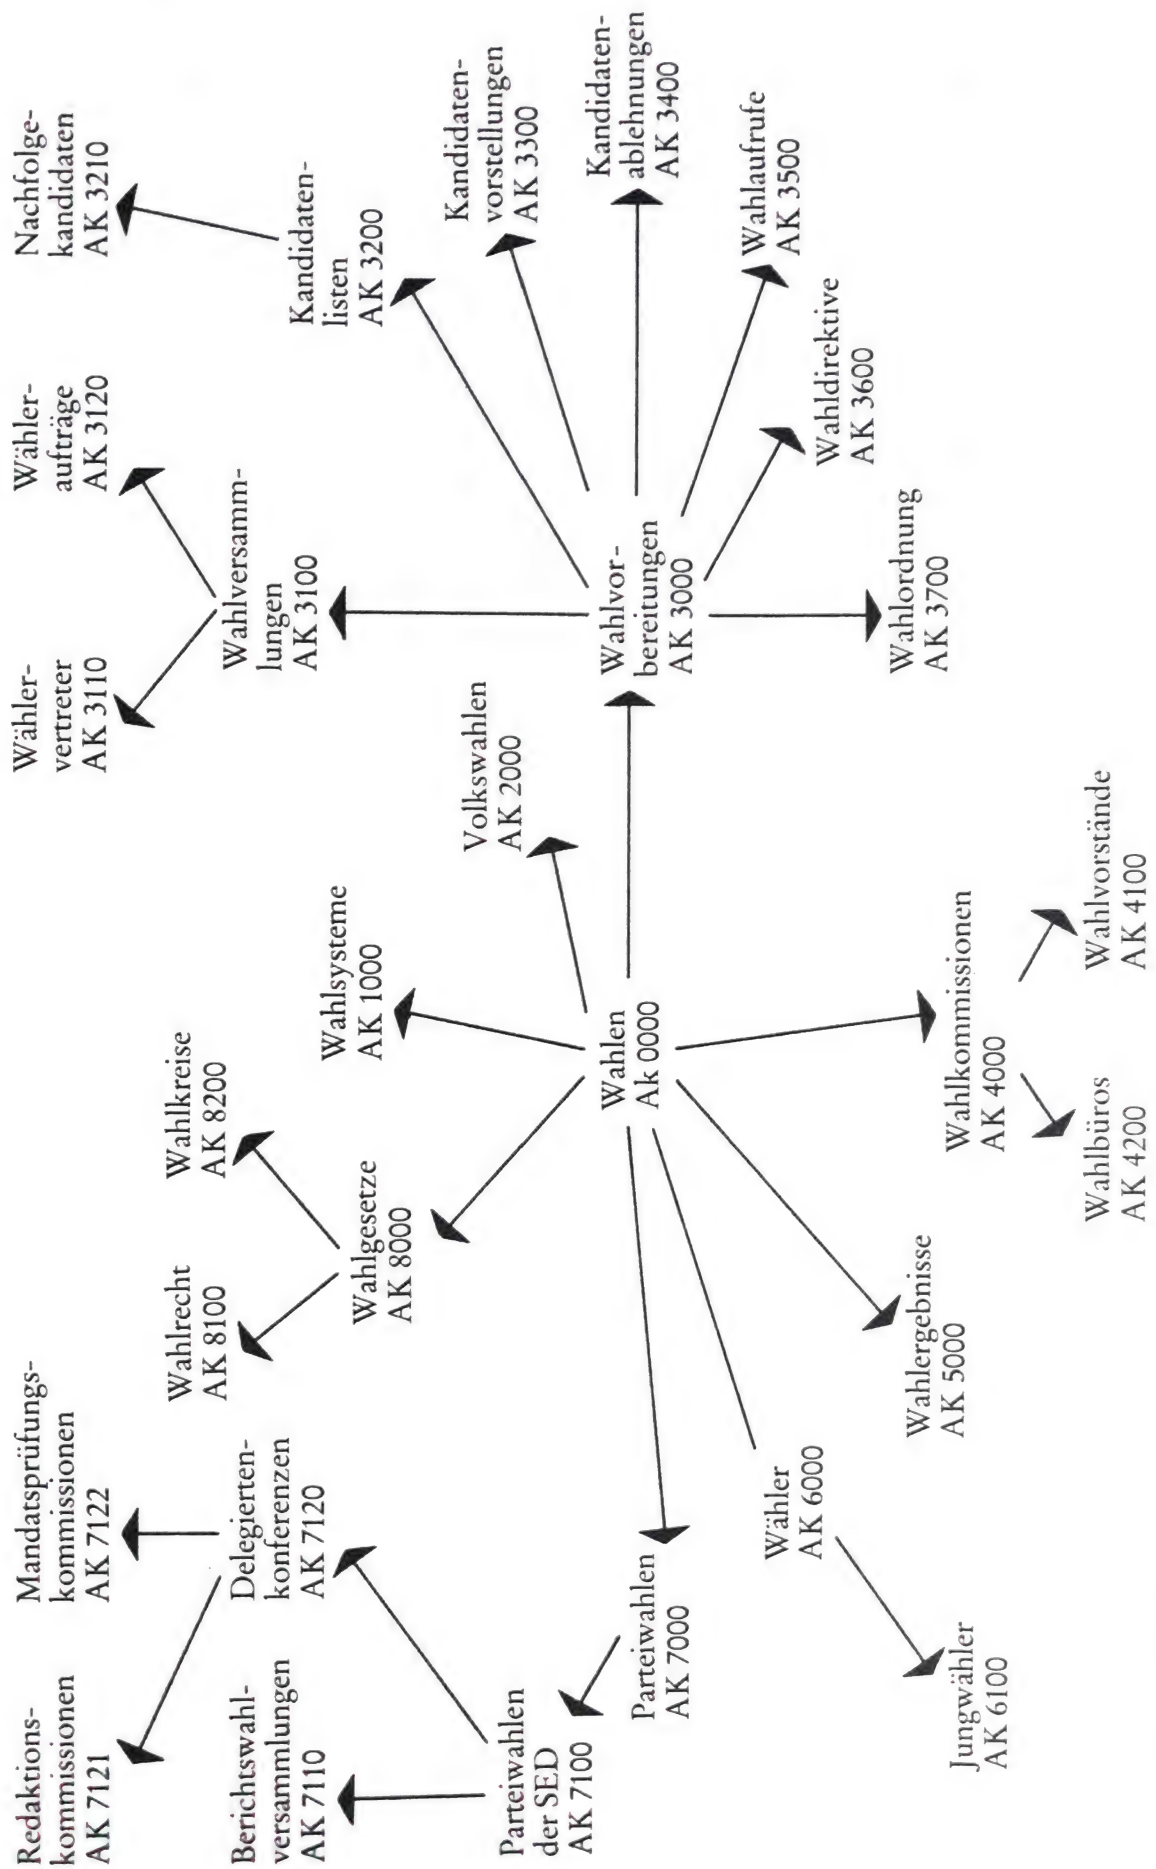 Redaktions-
kommissionen
AK 7121
Mandatsprüfungs-
kommissionen
AK 7122
Wähler-
vertreter
AK 3110
Wähler-
aufträge
AK 3120
Nachfolge-
kandidaten
AK 3210
Wahlrecht
AK 8100
Wahlkreise
AK 8200
Berichtswahl-
versammlungen
AK 7110
Delegierten-
konferenzen
AK 7120
Wahlversamm-
lungen
AK 3100
Kandidaten-
listen
AK 3200
Wahlgesetze
AK 8000
Wahlsysteme
AK 1000
Volkswahlen
AK 2000
Kandidaten-
vorstellungen
AK 3300
Parteiwahlen
der SED
AK 7100
Parteiwahlen
AK 7000
Wahlen
Ak 0000
Wahlvor-
bereitungen
AK 3000
Kandidaten-
ablehnungen
AK 3400
Wähler
AK 6000
Wahlaufrufe
AK 3500
Wahldirektive
AK 3600
Wahlergebnisse
AK 5000
Wahlordnung
AK 3700
Jungwähler
AK 6100
Wahlkommissionen
AK 4000
Wahlbüros
AK 4200
Wahlvorstände
AK 4100